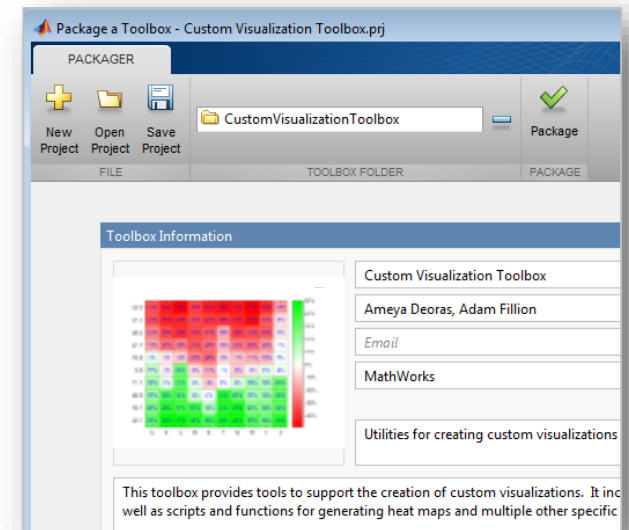 Package a Toolbox - Custom Visualization Toolbox.prj
PACKAGER
New Project
Open Project
Save Project
CustomVisualizationToolbox
Package
FILE
TOOLBOX FOLDER
PACKAGE
Toolbox Information
Custom Visualization Toolbox
Ameya Deoras, Adam Fillion
Email
MathWorks
Utilities for creating custom visualizations
This toolbox provides tools to support the creation of custom visualizations. It inc
well as scripts and functions for generating heat maps and multiple other specific